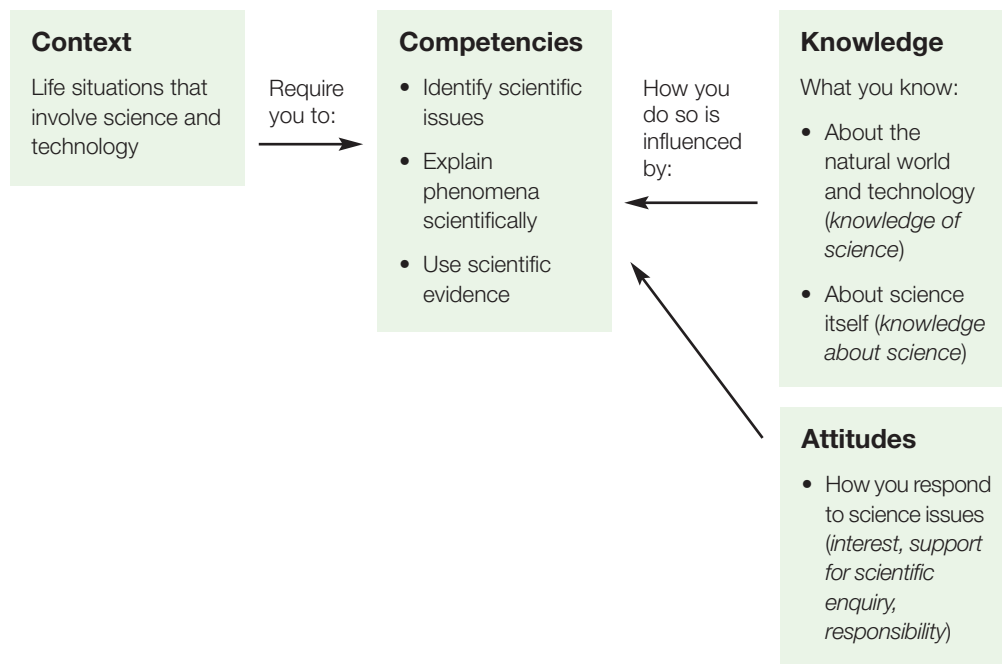 Context
Life situations that
involve science and
technology
Require
you to:
Competencies
• Identify scientific
issues
• Explain
phenomena
scientifically
• Use scientific
evidence
How you
do so is
influenced
by:
Knowledge
What you know:
• About the
natural world
and technology
(knowledge of
science)
• About science
itself (knowledge
about science)
Attitudes
• How you respond
to science issues
(interest, support
for scientific
enquiry,
responsibility)